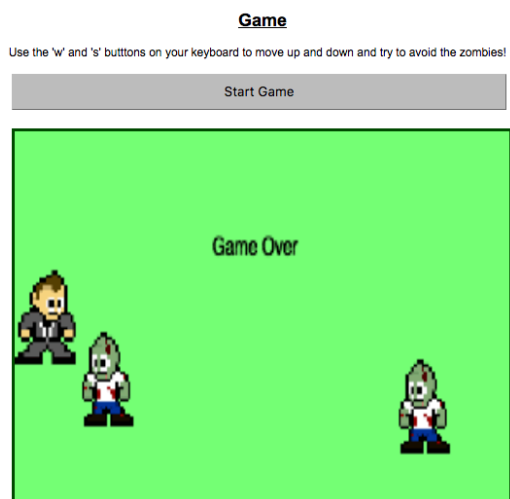 Game
Use the 'w' and 's' butttons on your keyboard to move up and down and try to avoid the zombies!
Start Game
Game Over